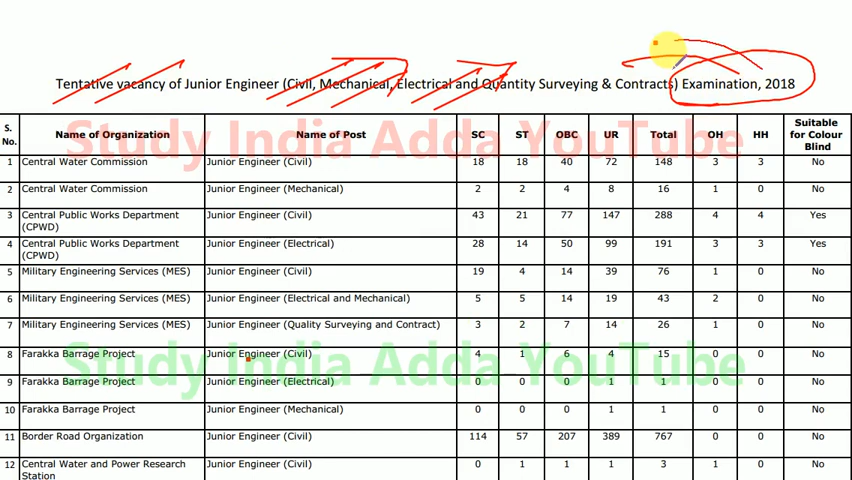 Tentative vacancy of Junior Engineer (Civil, Mechanical, Electrical and Quantity Surveying & Contracts) Examination, 2018
S. No. Name of Organization Name of Post SC ST OBC UR Total OH HH Suitable for Colour Blind
Study India Adda YouTube
1 Central Water Commission Junior Engineer (Civil) 18 18 40 72 148 3 3 No
2 Central Water Commission Junior Engineer (Mechanical) 2 2 4 8 16 1 0 No
3 Central Public Works Department (CPWD) Junior Engineer (Civil) 43 21 77 147 288 4 4 Yes
4 Central Public Works Department (CPWD) Junior Engineer (Electrical) 28 14 50 99 191 3 3 Yes
5 Military Engineering Services (MES) Junior Engineer (Civil) 19 4 14 39 76 1 0 No
6 Military Engineering Services (MES) Junior Engineer (Electrical and Mechanical) 5 5 14 19 43 2 0 No
7 Military Engineering Services (MES) Junior Engineer (Quality Surveying and Contract) 3 2 7 14 26 1 0 No
8 Farakka Barrage Project Junior Engineer (Civil) 4 1 6 4 15 0 0 No
Study India Adda YouTube
9 Farakka Barrage Project Junior Engineer (Electrical) 0 0 0 1 1 0 0 No
10 Farakka Barrage Project Junior Engineer (Mechanical) 0 0 0 1 1 0 0 No
11 Border Road Organization Junior Engineer (Civil) 114 57 207 389 767 0 0 No
12 Central Water and Power Research Station Junior Engineer (Civil) 0 1 1 1 3 1 0 No